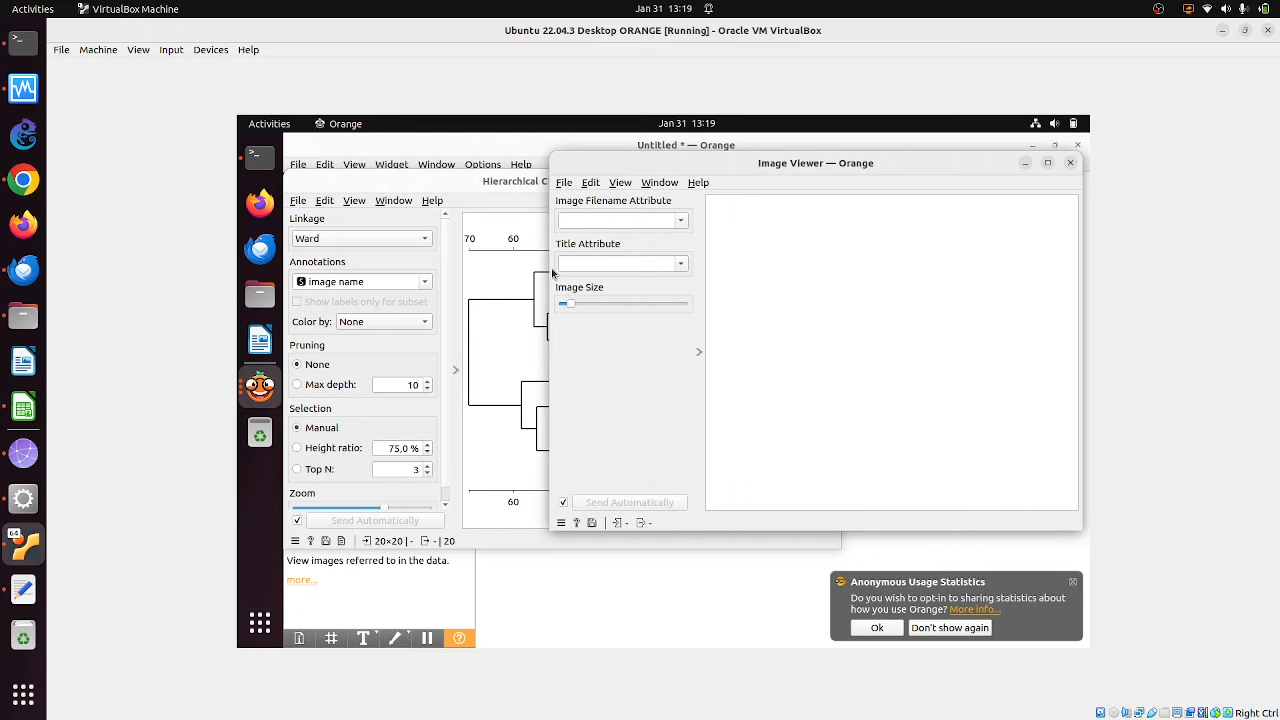 Activities VirtualBox Machine Jan 31 13:19
Ubuntu 22.04.3 Desktop ORANGE [Running] - Oracle VM VirtualBox
File Machine View Input Devices Help
Activities Orange Jan 31 13:19
Untitled * — Orange
File Edit View Widget Window Options Help
Hierarchical C
File Edit View Window Help
Linkage
Ward
Annotations
S image name
Show labels only for subset
Color by: None
Pruning
None
Max depth: 10
Selection
Manual
Height ratio: 75,0 %
Top N: 3
Zoom
Send Automatically
20×20 | - - | 20
70 60
60
Image Viewer — Orange
File Edit View Window Help
Image Filename Attribute
Title Attribute
Image Size
Send Automatically
View images referred to in the data.
more...
Anonymous Usage Statistics
Do you wish to opt-in to sharing statistics about
how you use Orange? More info...
Ok Don't show again
64
Right Ctrl